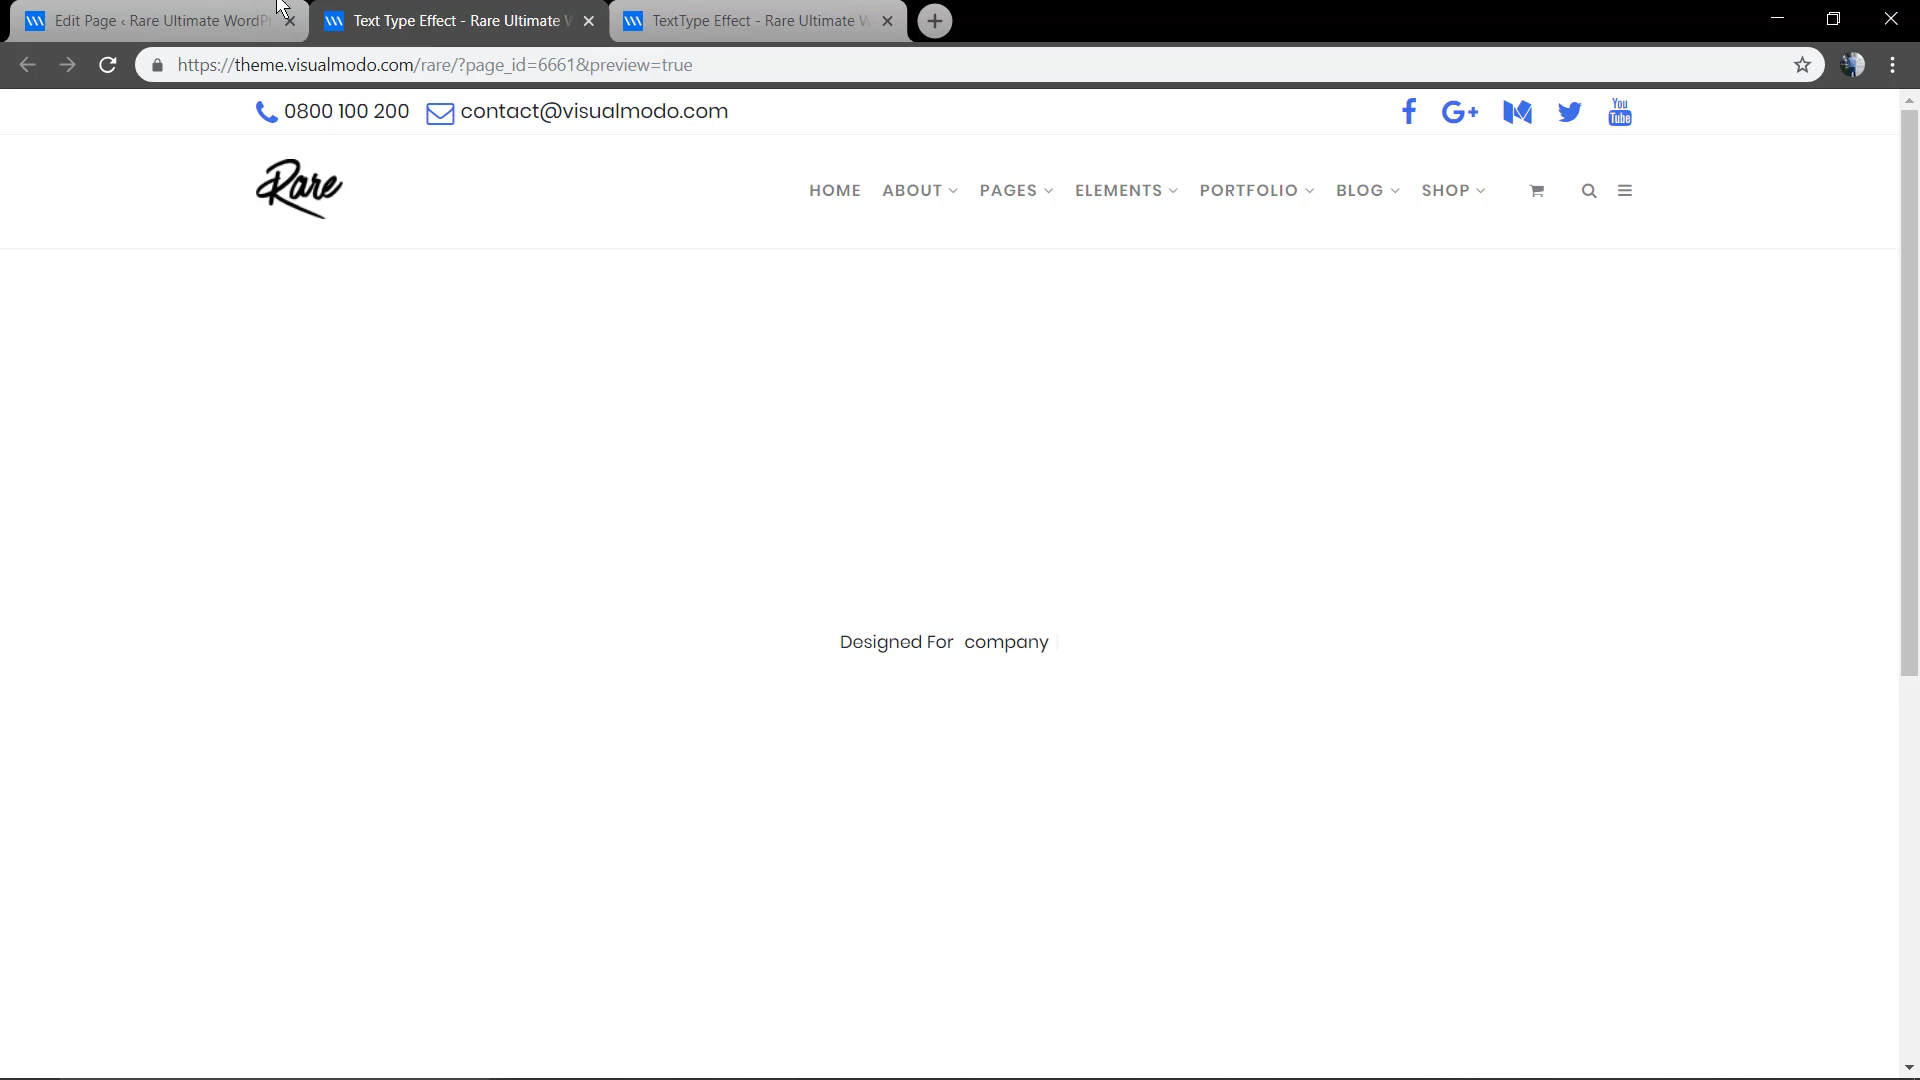 Edit Page ‹ Rare Ultimate WordPr
Text Type Effect - Rare Ultimate W
TextType Effect - Rare Ultimate W
https://theme.visualmodo.com/rare/?page_id=6661&preview=true
0800 100 200 contact@visualmodo.com
You
Tube
Rare
HOME ABOUT PAGES ELEMENTS PORTFOLIO BLOG SHOP
Designed For company